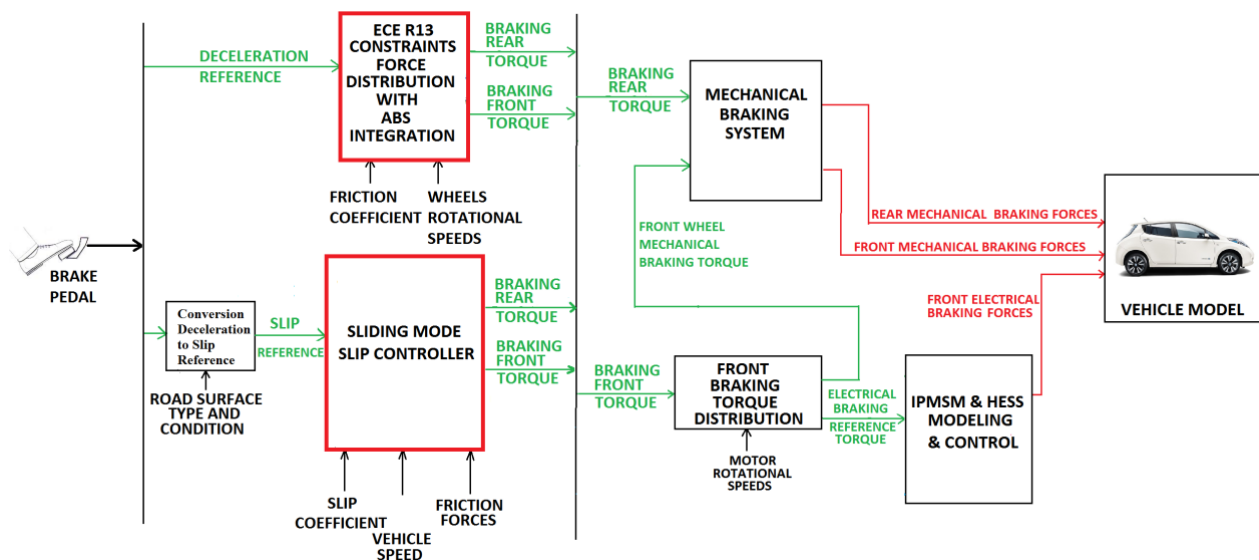 BRAKE
PEDAL
DECELERATION
REFERENCE
ECE R13
CONSTRAINTS
FORCE
DISTRIBUTION
WITH
ABS
INTEGRATION
FRICTION
COEFFICIENT
WHEELS
ROTATIONAL
SPEEDS
BRAKING
REAR
TORQUE
BRAKING
FRONT
TORQUE
Conversion
Deceleration
to Slip
Reference
ROAD SURFACE
TYPE AND
CONDITION
SLIP
REFERENCE
SLIDING MODE
SLIP CONTROLLER
SLIP
COEFFICIENT
VEHICLE
SPEED
FRICTION
FORCES
BRAKING
REAR
TORQUE
BRAKING
FRONT
TORQUE
BRAKING
REAR
TORQUE
MECHANICAL
BRAKING
SYSTEM
FRONT WHEEL
MECHANICAL
BRAKING TORQUE
BRAKING
FRONT
TORQUE
FRONT
BRAKING
TORQUE
DISTRIBUTION
MOTOR
ROTATIONAL
SPEEDS
ELECTRICAL
BRAKING
REFERENCE
TORQUE
IPMSM & HESS
MODELING
& CONTROL
REAR MECHANICAL BRAKING FORCES
FRONT MECHANICAL BRAKING FORCES
FRONT ELECTRICAL
BRAKING FORCES
VEHICLE MODEL